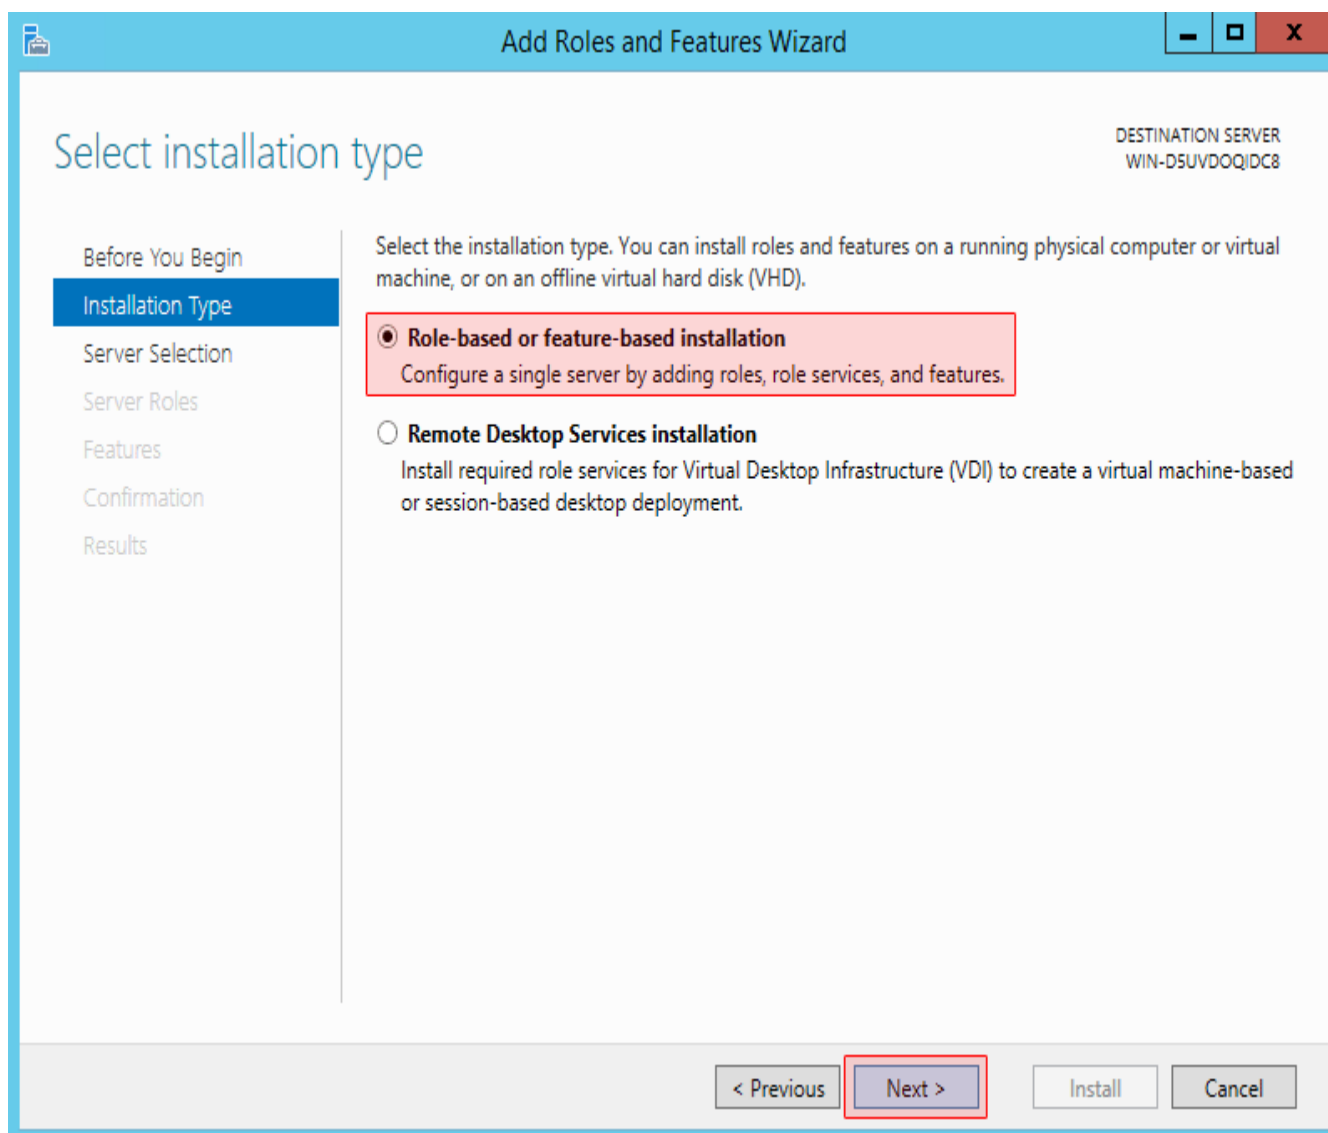 Add Roles and Features Wizard
Select installation type
DESTINATION SERVER
WIN-D5UVDOQIDC8
Before You Begin
Installation Type
Server Selection
Server Roles
Features
Confirmation
Results
Select the installation type. You can install roles and features on a running physical computer or virtual
machine, or on an offline virtual hard disk (VHD).
Role-based or feature-based installation
Configure a single server by adding roles, role services, and features.
Remote Desktop Services installation
Install required role services for Virtual Desktop Infrastructure (VDI) to create a virtual machine-based
or session-based desktop deployment.
< Previous
Next >
Install
Cancel